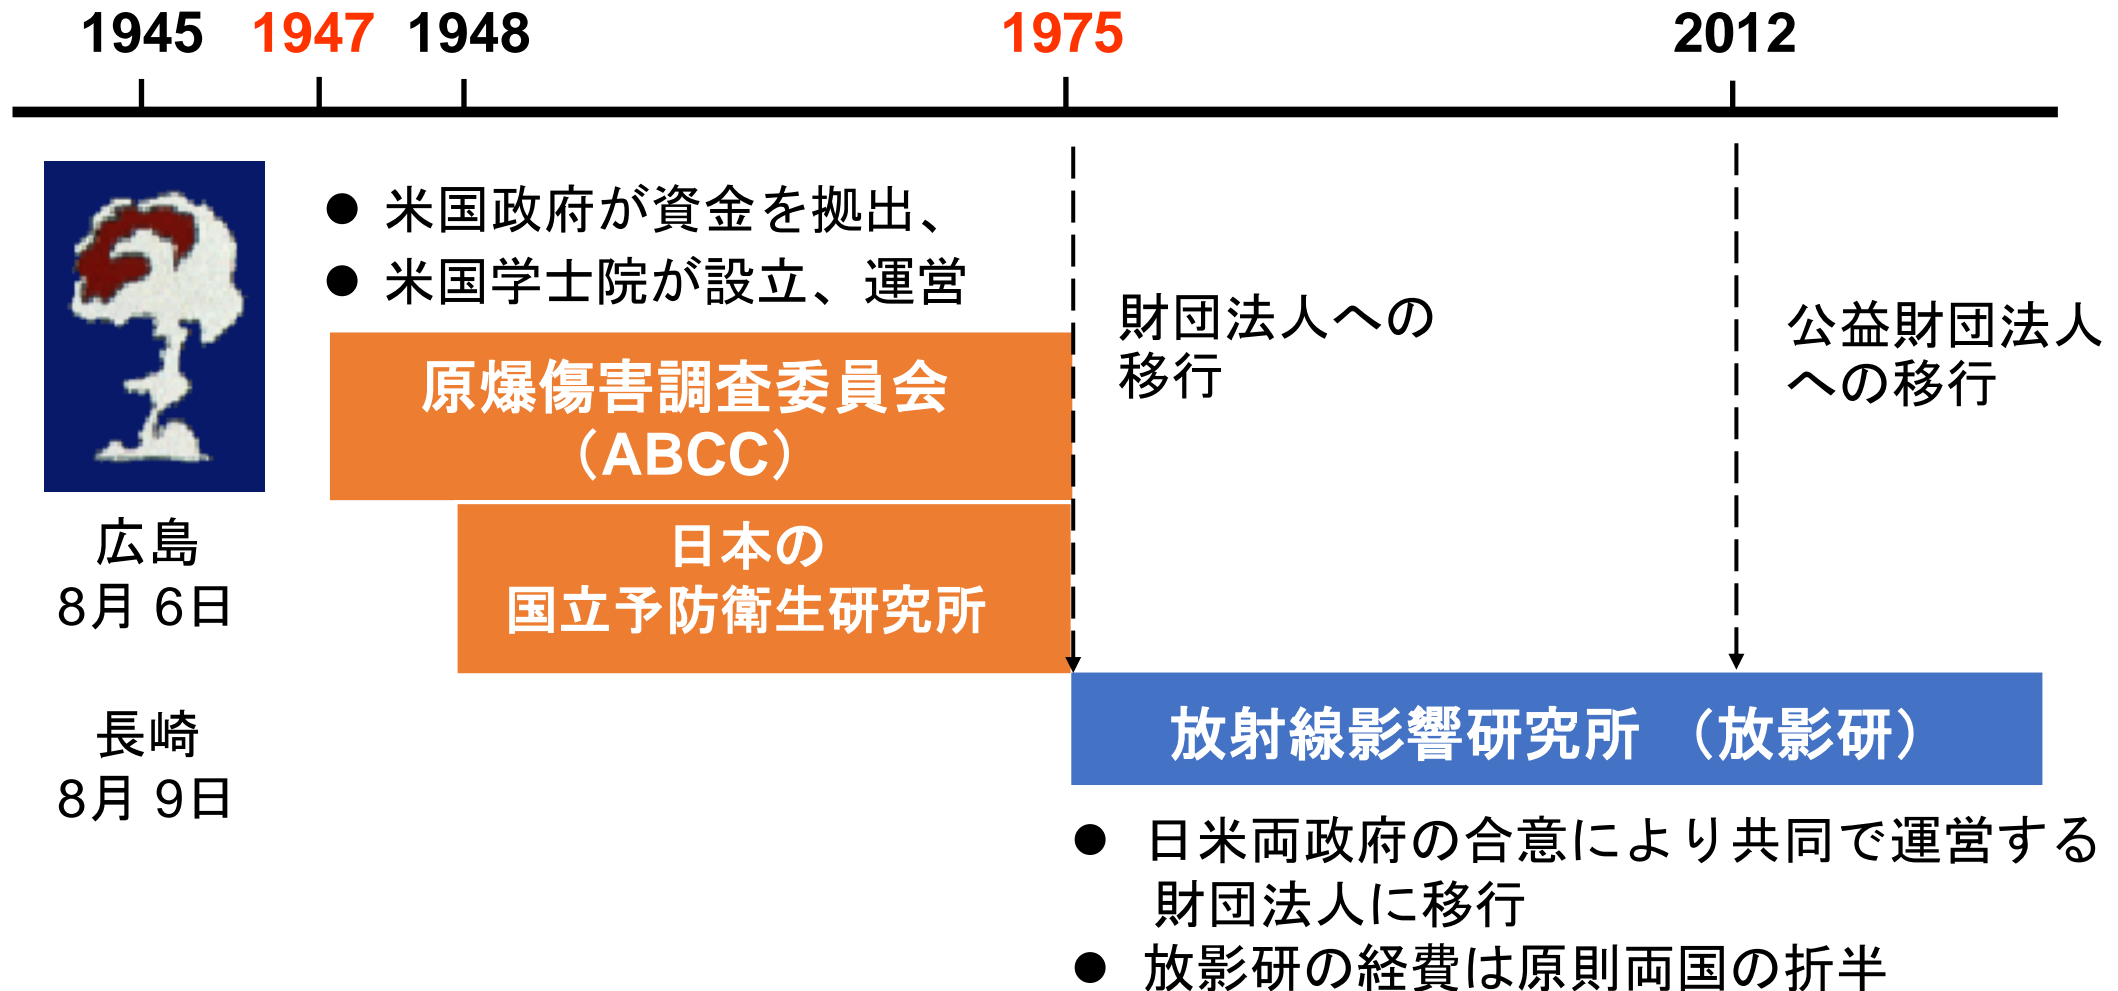 1945 1947 1948 1975 2012
● 米国政府が資金を拠出、
● 米国学士院が設立、運営
財団法人への
移行
公益財団法人
への移行
原爆傷害調査委員会
（ABCC）
日本の
国立予防衛生研究所
広島
8月 6日
長崎
8月 9日
放射線影響研究所 （放影研）
● 日米両政府の合意により共同で運営する
財団法人に移行
● 放影研の経費は原則両国の折半